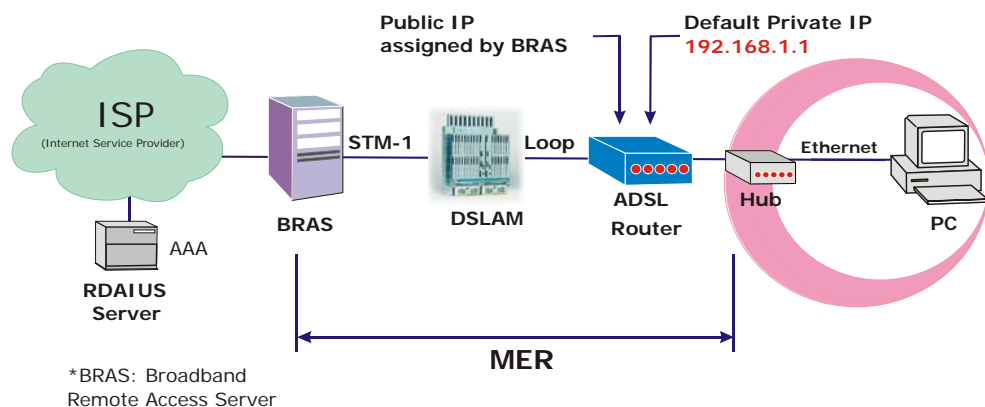 Public IP
assigned by BRAS
Default Private IP
192.168.1.1
ISP
(Internet Service Provider)
STM-1
Loop
Ethernet
BRAS
DSLAM
ADSL
Router
Hub
PC
AAA
RDAIUS
Server
MER
*BRAS: Broadband
Remote Access Server